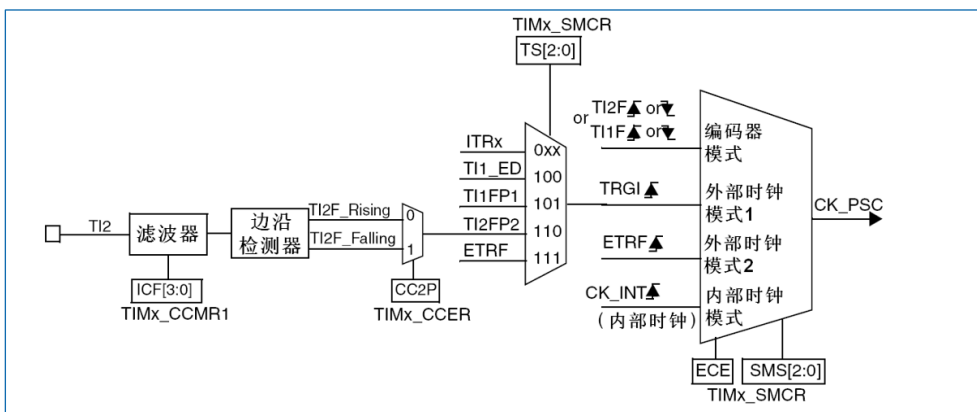 TIMx_SMCR
TS[2:0]
or TI2F or
TI1F or
编码器
模式
ITRx
0xx
TI1_ED
100
TI1FP1
101
TI2FP2
110
ETRF
111
TRGI
外部时钟
模式1
CK_PSC
ETRF
外部时钟
模式2
CK_INT
(内部时钟)
内部时钟
模式
TI2
滤波器
边沿
检测器
TI2F_Rising
0
TI2F_Falling
1
ICF[3:0]
TIMx_CCMR1
CC2P
TIMx_CCER
ECE
SMS[2:0]
TIMx_SMCR